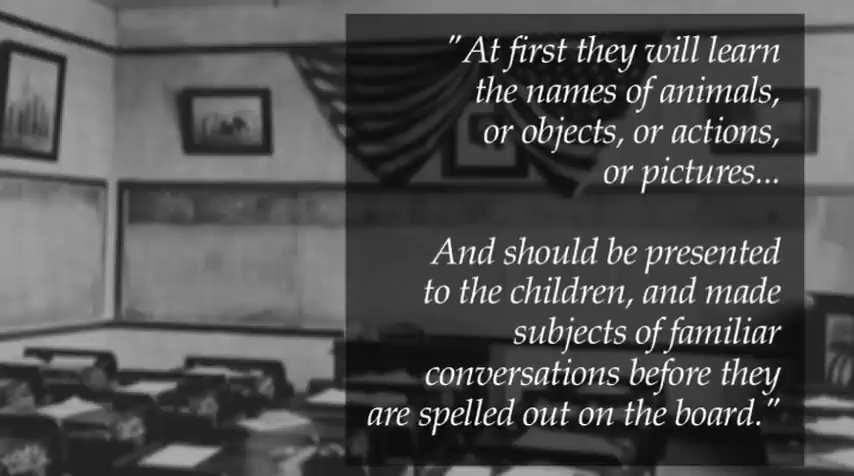 "At first they will learn
the names of animals,
or objects, or actions,
or pictures...
And should be presented
to the children, and made
subjects of familiar
conversations before they
are spelled out on the board."